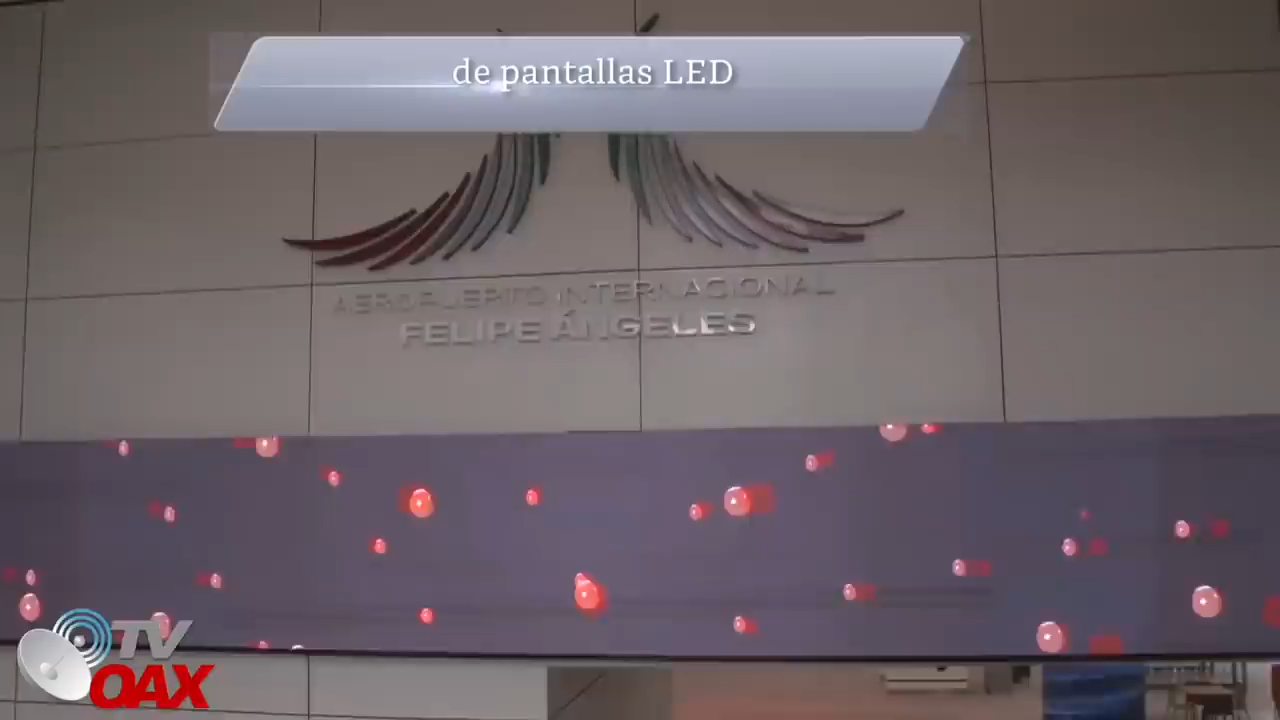 de pantallas LED
AEROPUERTO INTERNACIONAL
FELIPE ÁNGELES
TV
OAX